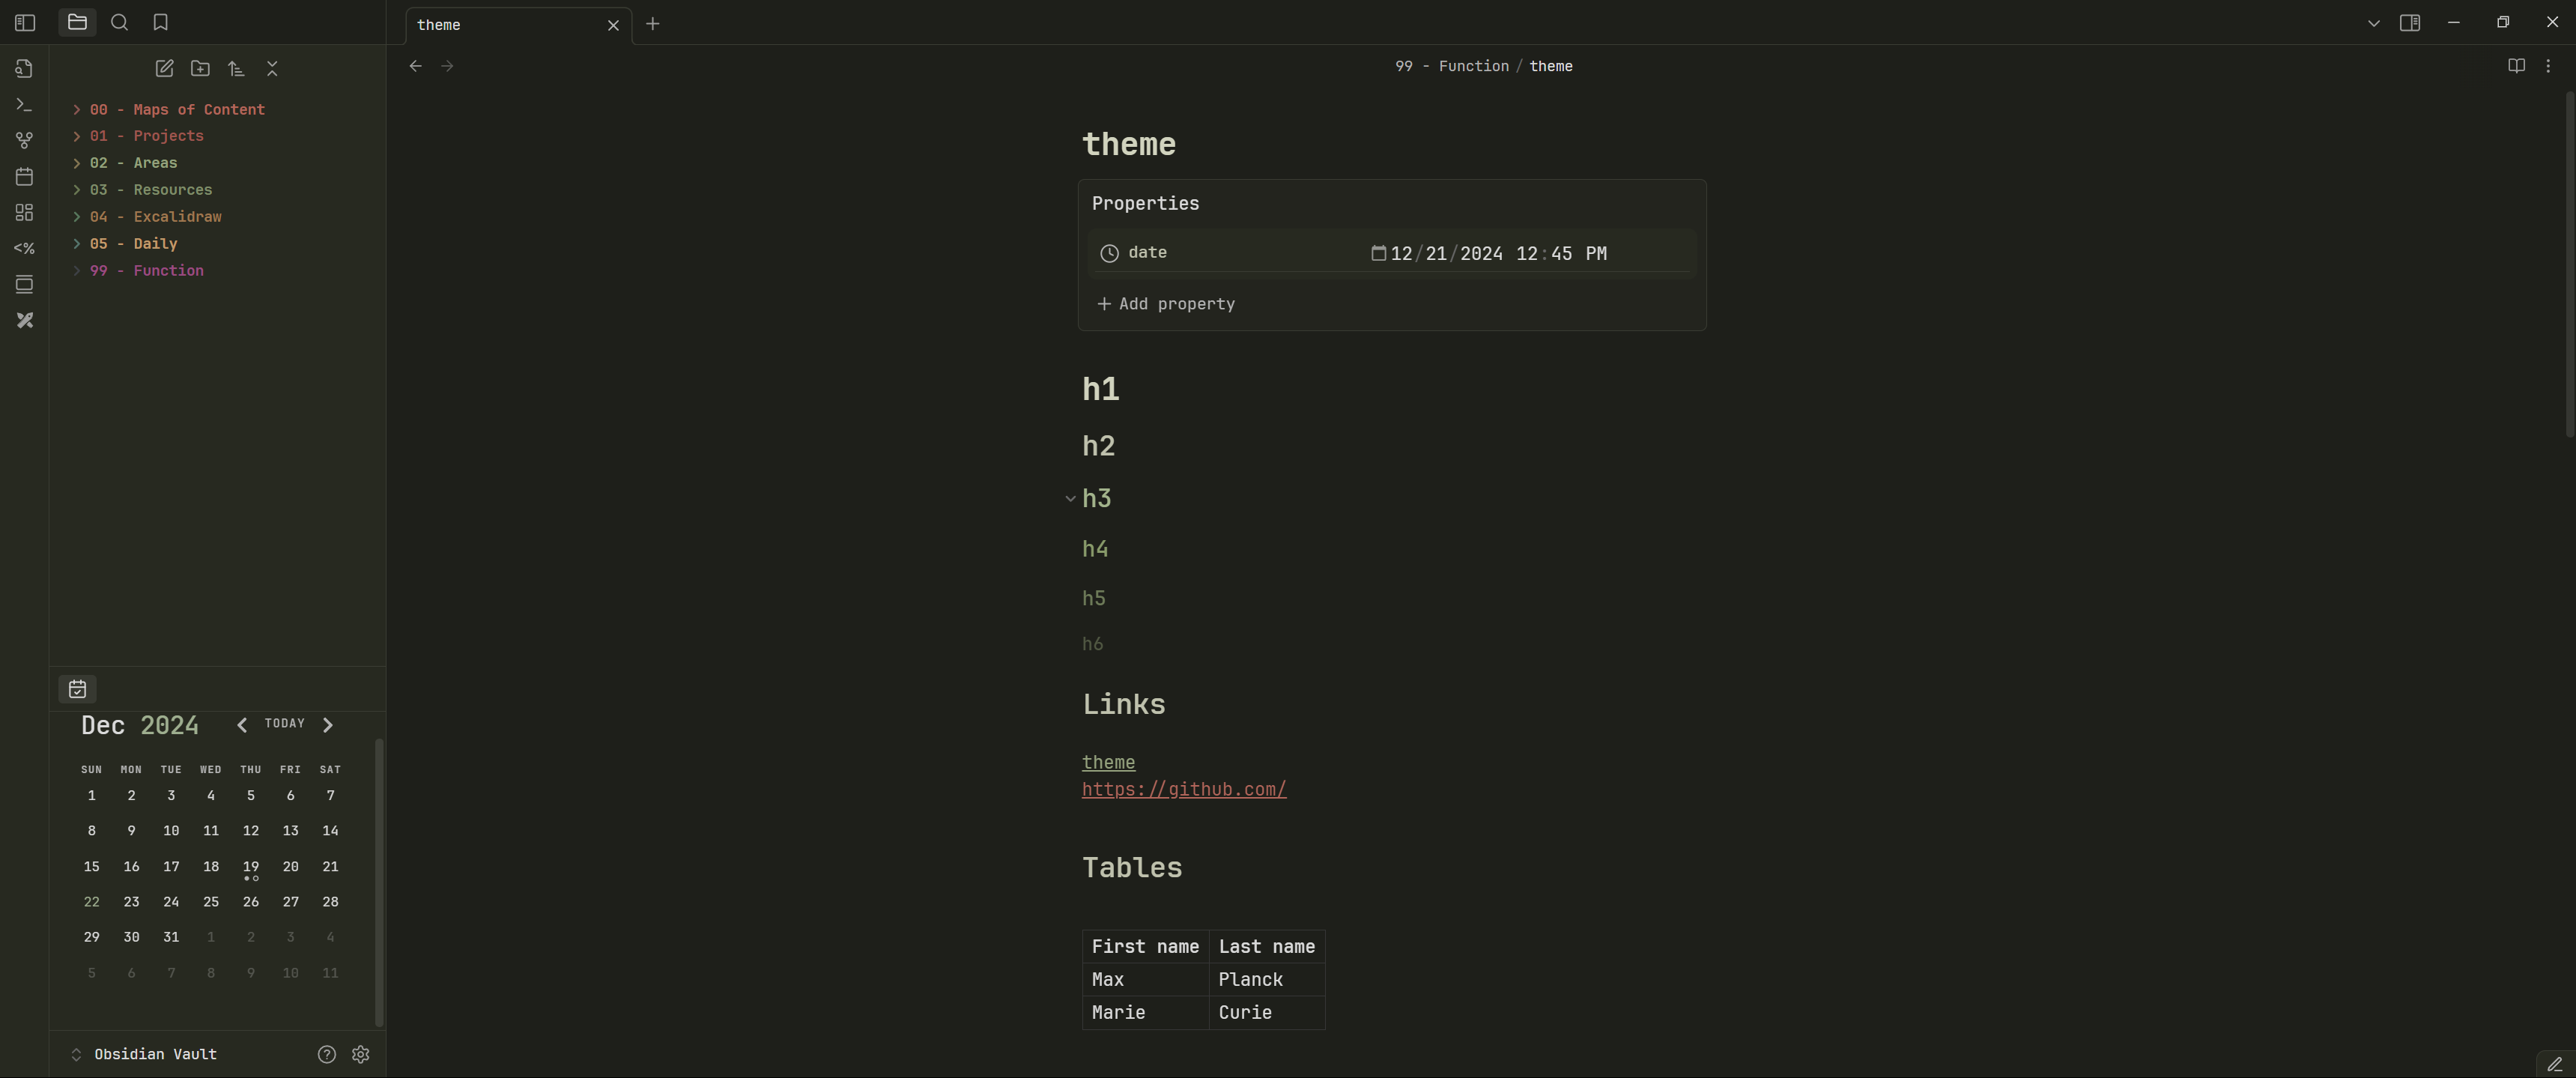 theme
99 - Function / theme
<%
00 - Maps of Content
01 - Projects
02 - Areas
03 - Resources
04 - Excalidraw
05 - Daily
99 - Function
Dec 2024 TODAY
SUN MON TUE WED THU FRI SAT
1 2 3 4 5 6 7
8 9 10 11 12 13 14
15 16 17 18 19 20 21
22 23 24 25 26 27 28
29 30 31 1 2 3 4
5 6 7 8 9 10 11
Obsidian Vault
theme
Properties
date 12/21/2024 12:45 PM
Add property
h1
h2
h3
h4
h5
h6
Links
theme
https://github.com/
Tables
First name Last name
Max Planck
Marie Curie